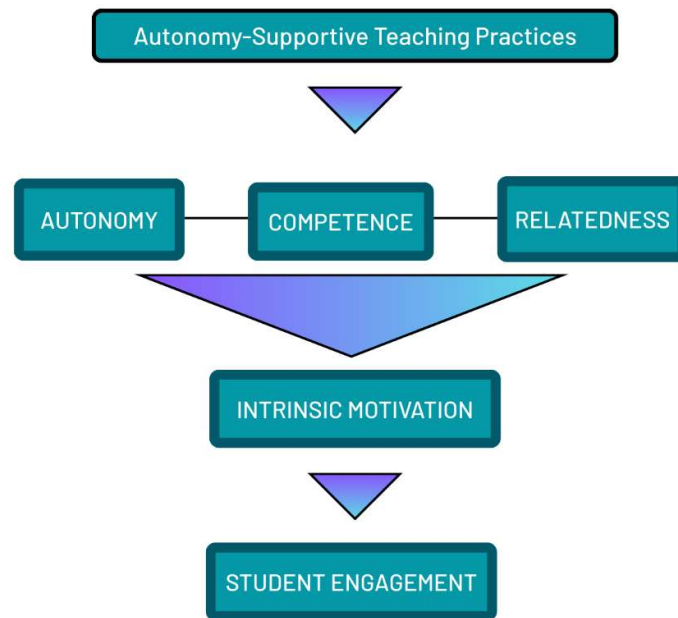 Autonomy-Supportive Teaching Practices
AUTONOMY
COMPETENCE
RELATEDNESS
INTRINSIC MOTIVATION
STUDENT ENGAGEMENT